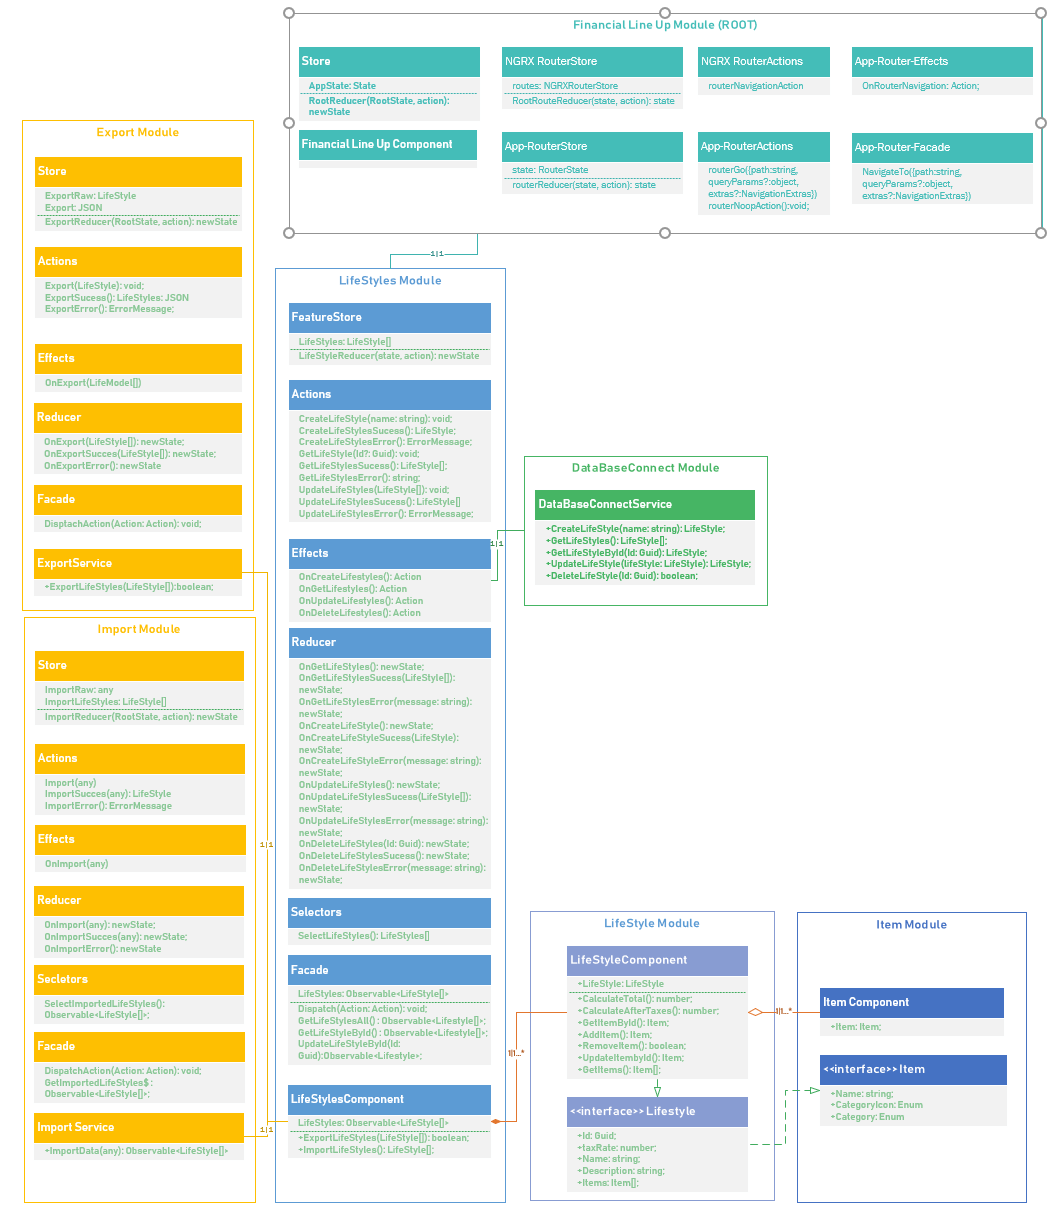 Financial Line Up Module (ROOT)
Store
AppState: State
RootReducer(RootState, action):
newState
Financial Line Up Component
NGRX RouterStore
routes: NGRXRouterStore
RootRouteReducer(state, action): state
NGRX RouterActions
routerNavigationAction
App-Router-Effects
OnRouterNavigation: Action;
App-RouterStore
state: RouterState
routerReducer(state, action): state
App-RouterActions
routerGo({path:string,
queryParams?:object,
extras?:NavigationExtras})
routerNoopAction():void;
App-Router-Facade
NavigateTo({path:string,
queryParams?:object,
extras?:NavigationExtras})
1|1
Export Module
Store
ExportRaw: LifeStyle
Export: JSON
ExportReducer(RootState, action): newState
Actions
Export(LifeStyle): void;
ExportSucess(): LifeStyles: JSON
ExportError(): ErrorMessage;
Effects
OnExport(LifeModel[])
Reducer
OnExport(LifeStyle[]): newState;
OnExportSucces(LifeStyle[]): newState;
OnExportError(): newState
Facade
DisptachAction(Action: Action): void;
ExportService
+ExportLifeStyles(LifeStyle[]):boolean;
Import Module
Store
ImportRaw: any
ImportLifeStyles: LifeStyle[]
ImportReducer(RootState, action): newState
Actions
Import(any)
ImportSucces(any): LifeStyle
ImportError(): ErrorMessage
Effects
OnImport(any)
Reducer
OnImport(any): newState;
OnImportSucces(any): newState;
OnImportError(): newState
Secletors
SelectImportedLifeStyles():
Observable<LifeStyle[]>;
Facade
DispatchAction(Action: Action): void;
GetImportedLifeStyles$ :
Observable<LifeStyle[]>;
Import Service
+ImportData(any): Observable<LifeStyle[]>
1|1
1|1
LifeStyles Module
FeatureStore
LifeStyles: LifeStyle[]
LifeStyleReducer(state, action): newState
Actions
CreateLifeStyle(name: string): void;
CreateLifeStylesSucess(): LifeStyle;
CreateLifeStylesError(): ErrorMessage;
GetLifeStyle(Id?: Guid): void;
GetLifeStylesSucess(): LifeStyle[];
GetLifeStylesError(): string;
UpdateLifeStyles(LifeStyle[]): void;
UpdateLifeStylesSucess(): LifeStyle[]
UpdateLifeStylesError(): ErrorMessage;
Effects
OnCreateLifestyles(): Action
OnGetLifestyles(): Action
OnUpdateLifestyles(): Action
OnDeleteLifestyles(): Action
Reducer
OnGetLifeStyles(): newState;
OnGetLifeStylesSucess(LifeStyle[]):
newState;
OnGetLifeStylesError(message: string):
newState;
OnCreateLifeStyle(): newState;
OnCreateLifeStyleSucess(LifeStyle):
newState;
OnCreateLifeStyleError(message: string):
newState;
OnUpdateLifeStyles(): newState;
OnUpdateLifeStylesSucess(LifeStyle[]):
newState;
OnUpdateLifeStylesError(message: string):
newState;
OnDeleteLifeStyles(Id: Guid): newState;
OnDeleteLifeStylesSucess(): newState;
OnDeleteLifeStylesError(message: string):
newState;
Selectors
SelectLifeStyles(): LifeStyles[]
Facade
LifeStyles: Observable<LifeStyle[]>
Dispatch(Action: Action): void;
GetLifeStylesAll() : Observable<Lifestyle[]>;
GetLifeStyleById() : Observable<Lifestyle[]>;
UpdateLifeStyleById(Id:
Guid):Observable<Lifestyle>;
LifeStylesComponent
LifeStyles: Observable<LifeStyle[]>
+ExportLifeStyles(LifeStyle[]): boolean;
+ImportLifeStyles(): LifeStyle[];
1|1
DataBaseConnect Module
DataBaseConnectService
+CreateLifeStyle(name: string): LifeStyle;
+GetLifeStyles(): LifeStyle[];
+GetLifeStyleById(Id: Guid): LifeStyle;
+UpdateLifeStyle(lifeStyle: LifeStyle): LifeStyle;
+DeleteLifeStyle(Id: Guid): boolean;
1|1...*
LifeStyle Module
LifeStyleComponent
+LifeStyle: LifeStyle
+CalculateTotal(): number;
+CalculateAfterTaxes(): number;
+GetItemById(): Item;
+AddItem(): Item;
+RemoveItem(): boolean;
+UpdateItembyId(): Item;
+GetItems(): Item[];
<<interface>> Lifestyle
+Id: Guid;
+taxRate: number;
+Name: string;
+Description: string;
+Items: Item[];
1|1...*
Item Module
Item Component
+Item: Item;
<<interface>> Item
+Name: string;
+CategoryIcon: Enum
+Category: Enum